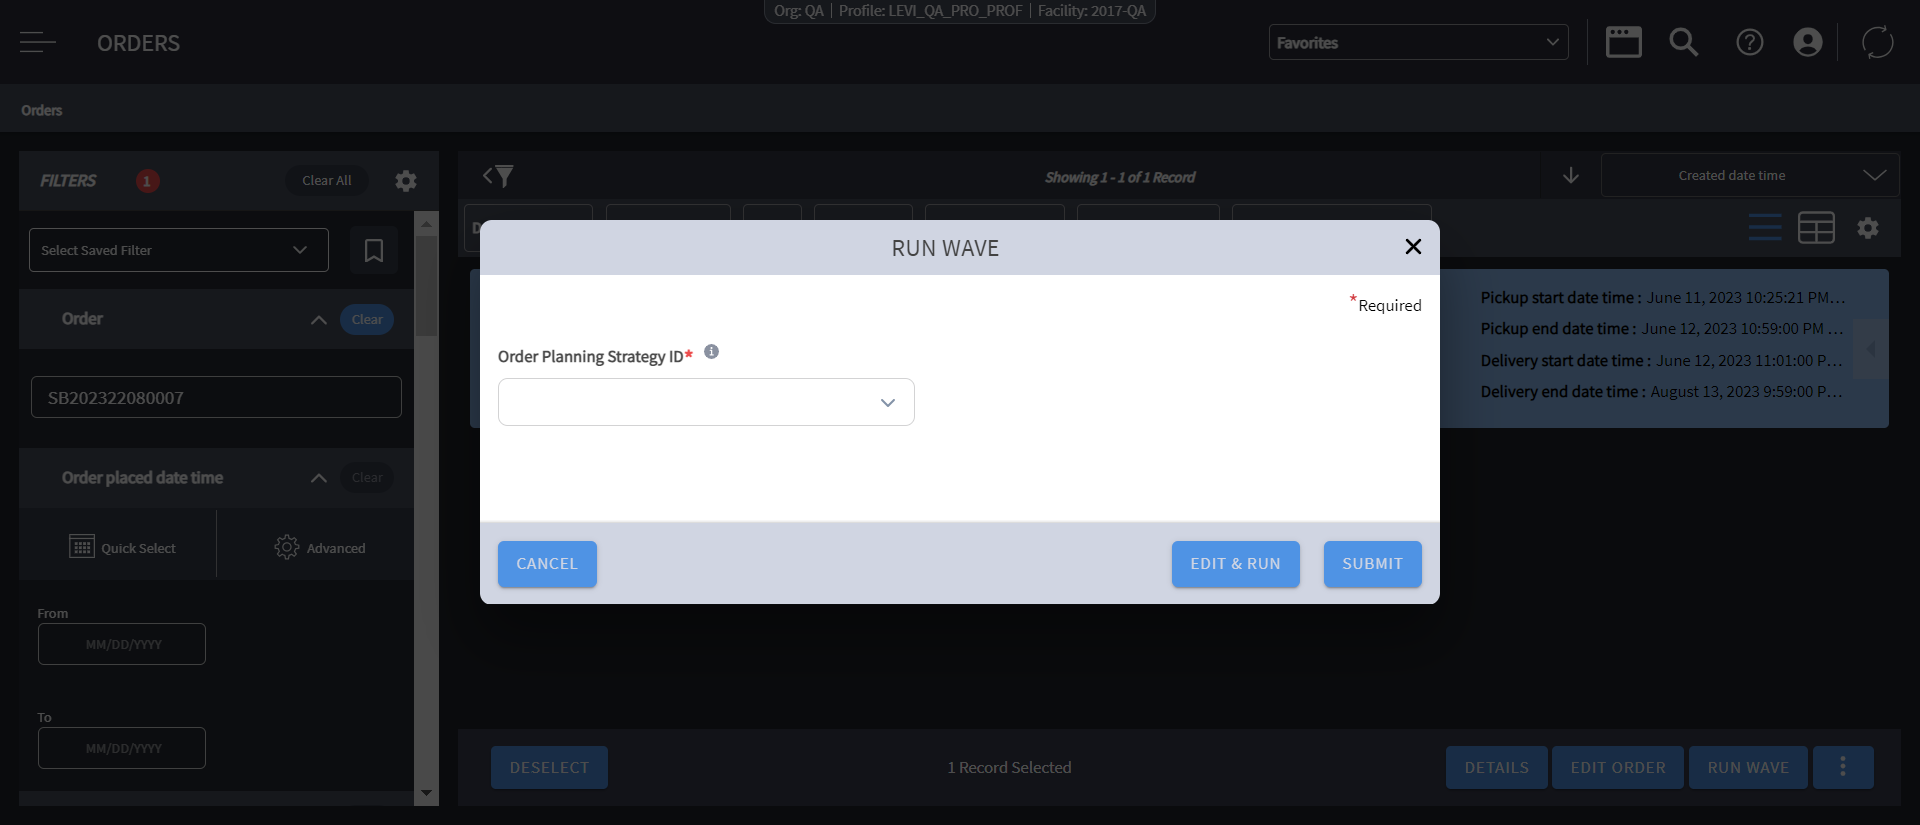 Org: QA | Profile: LEVI_QA_PRO_PROF | Facility: 2017-QA
ORDERS
Favorites
Orders
FILTERS
1
Clear All
Showing 1 - 1 of 1 Record
Created date time
Select Saved Filter
Order
Clear
SB202322080007
Order placed date time
Clear
Quick Select
Advanced
From
MM/DD/YYYY
To
MM/DD/YYYY
RUN WAVE
*Required
Order Planning Strategy ID*
CANCEL
EDIT & RUN
SUBMIT
Pickup start date time : June 11, 2023 10:25:21 PM...
Pickup end date time : June 12, 2023 10:59:00 PM ...
Delivery start date time : June 12, 2023 11:01:00 P...
Delivery end date time : August 13, 2023 9:59:00 P...
DESELECT
1 Record Selected
DETAILS
EDIT ORDER
RUN WAVE